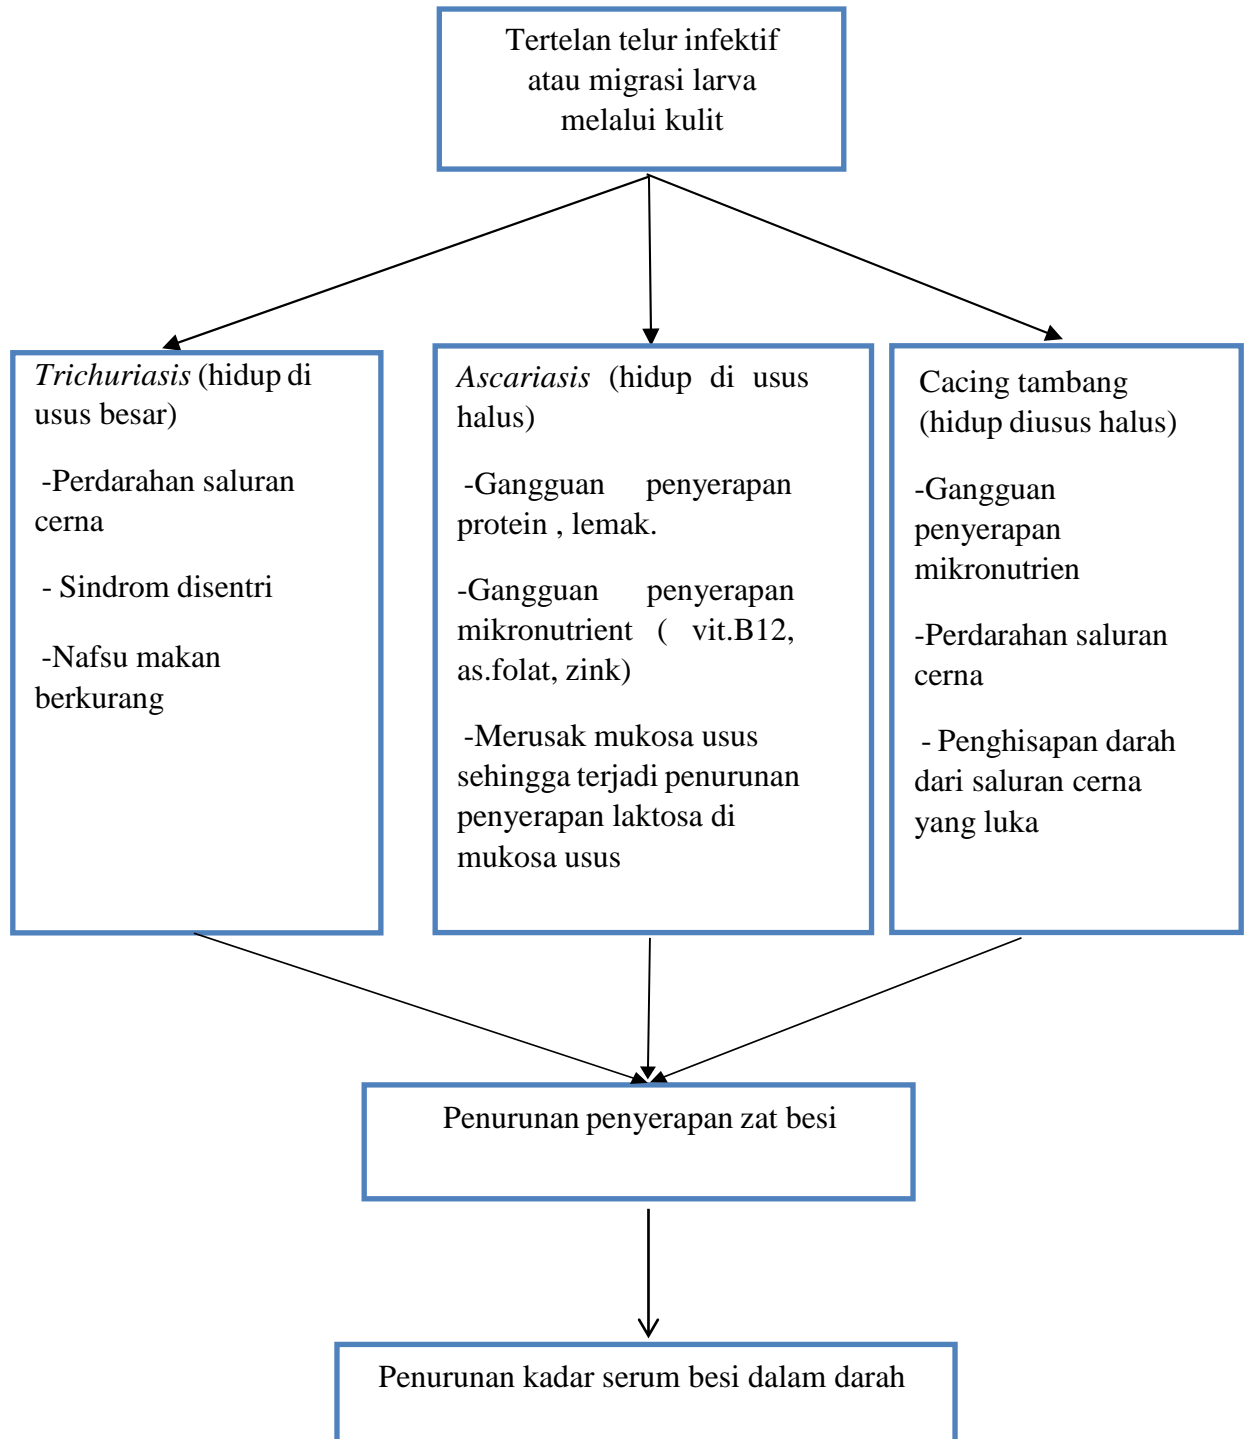 Tertelan telur infektif
atau migrasi larva
melalui kulit
Trichuriasis (hidup di
usus besar)
-Perdarahan saluran
cerna
- Sindrom disentri
-Nafsu makan
berkurang
Ascariasis (hidup di usus
halus)
-Gangguan penyerapan
protein , lemak.
-Gangguan penyerapan
mikronutrient ( vit.B12,
as.folat, zink)
-Merusak mukosa usus
sehingga terjadi penurunan
penyerapan laktosa di
mukosa usus
Cacing tambang
(hidup diusus halus)
-Gangguan
penyerapan
mikronutrien
-Perdarahan saluran
cerna
- Penghisapan darah
dari saluran cerna
yang luka
Penurunan penyerapan zat besi
Penurunan kadar serum besi dalam darah